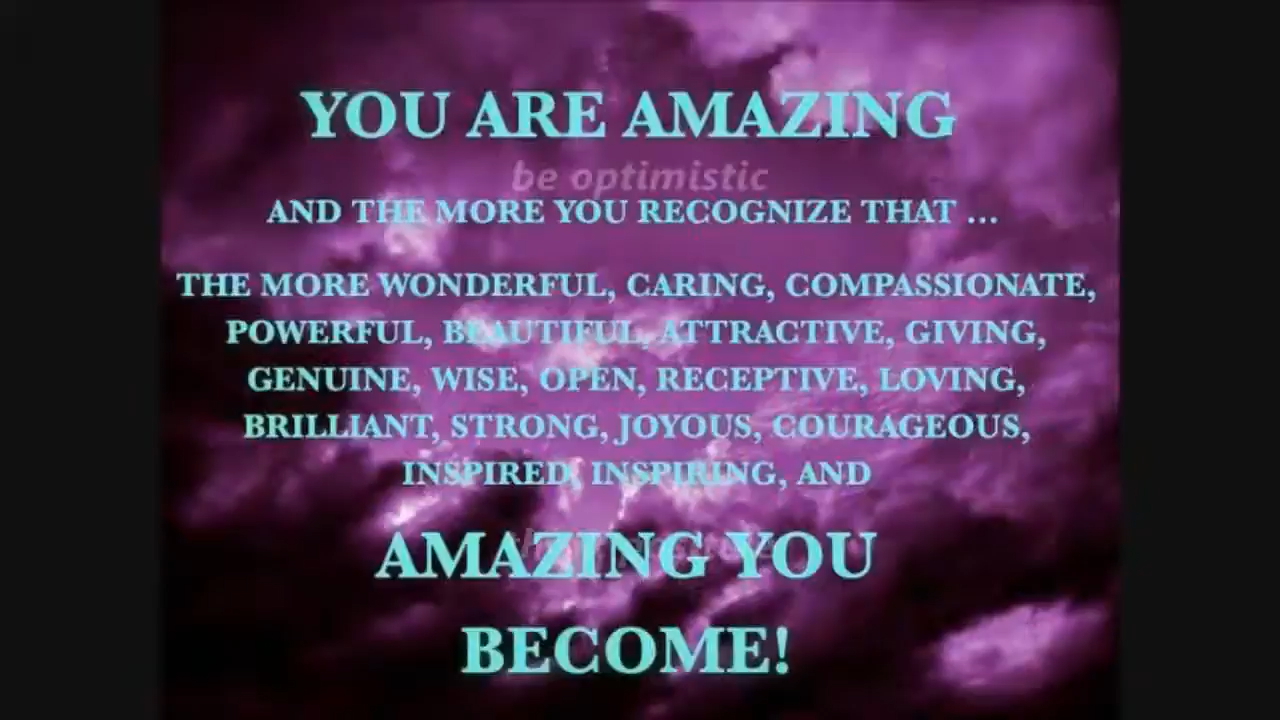 YOU ARE AMAZING
be optimistic
AND THE MORE YOU RECOGNIZE THAT ...
THE MORE WONDERFUL, CARING, COMPASSIONATE,
POWERFUL, BEAUTIFUL, ATTRACTIVE, GIVING,
GENUINE, WISE, OPEN, RECEPTIVE, LOVING,
BRILLIANT, STRONG, JOYOUS, COURAGEOUS,
INSPIRED, INSPIRING, AND
AMAZING YOU
BECOME!